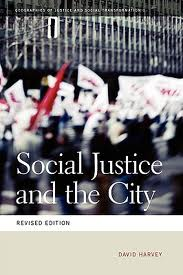 GEOGRAPHIES OF JUSTICE AND SOCIAL TRANSFORMATION
Social Justice
and the City
REVISED EDITION
DAVID HARVEY